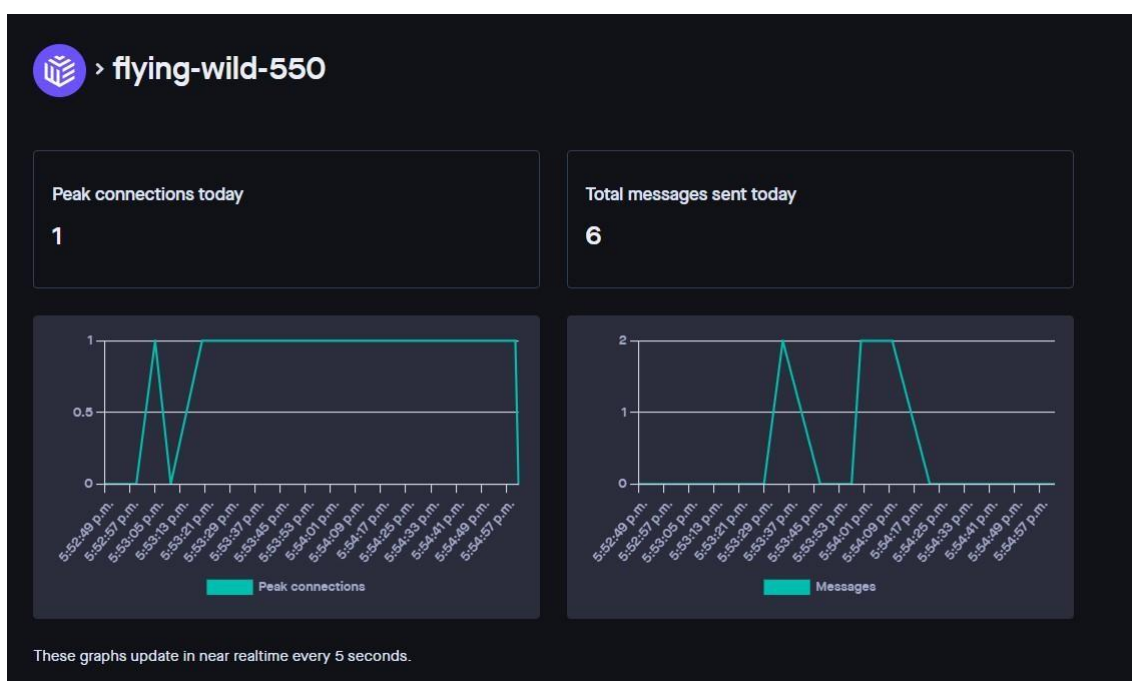 › flying-wild-550
Peak connections today
1
Total messages sent today
6
1
0.5
0
5:52:49 p.m.
5:52:57 p.m.
5:53:05 p.m.
5:53:13 p.m.
5:53:21 p.m.
5:53:29 p.m.
5:53:37 p.m.
5:53:45 p.m.
5:53:53 p.m.
5:54:01 p.m.
5:54:09 p.m.
5:54:17 p.m.
5:54:25 p.m.
5:54:33 p.m.
5:54:41 p.m.
5:54:49 p.m.
5:54:57 p.m.
Peak connections
2
1
0
5:52:49 p.m.
5:52:57 p.m.
5:53:05 p.m.
5:53:13 p.m.
5:53:21 p.m.
5:53:29 p.m.
5:53:37 p.m.
5:53:45 p.m.
5:53:53 p.m.
5:54:01 p.m.
5:54:09 p.m.
5:54:17 p.m.
5:54:25 p.m.
5:54:33 p.m.
5:54:41 p.m.
5:54:49 p.m.
5:54:57 p.m.
Messages
These graphs update in near realtime every 5 seconds.